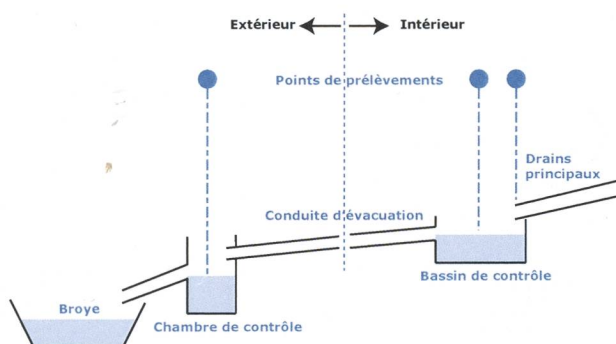 Extérieur Intérieur
Points de prélèvements
Drains
principaux
Conduite d'évacuation
Bassin de contrôle
Broye
Chambre de contrôle